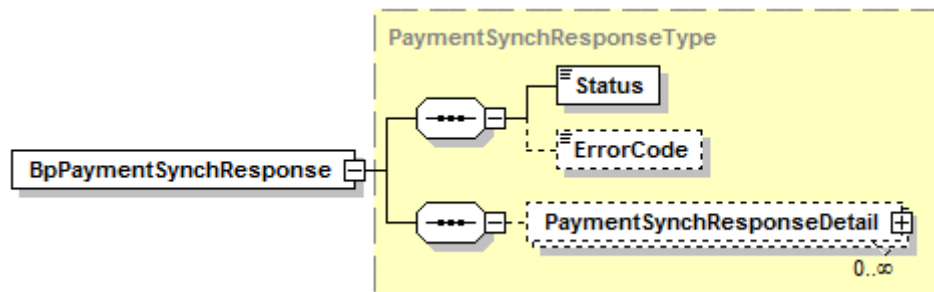 PaymentSynchResponseType
Status
ErrorCode
BpPaymentSynchResponse
PaymentSynchResponseDetail
0..∞